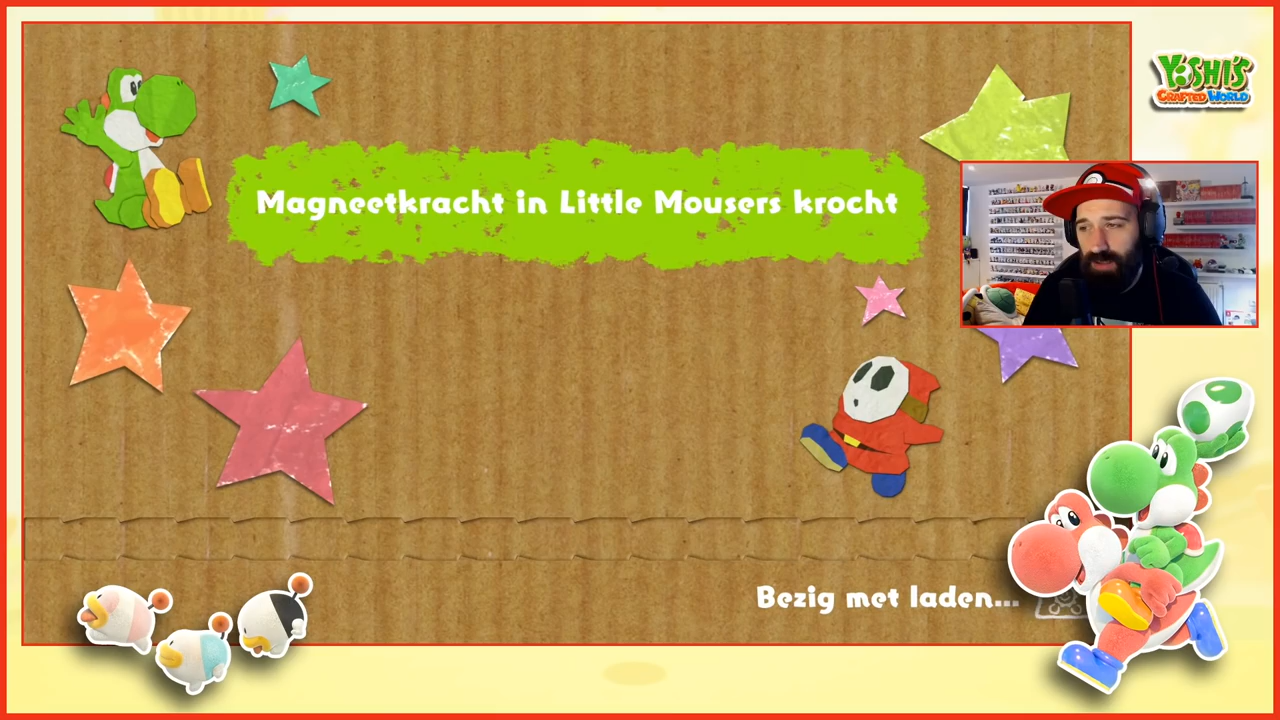 YOSHI'S
CRAFTED WORLD
Magneetkracht in Little Mousers krocht
Bezig met laden...